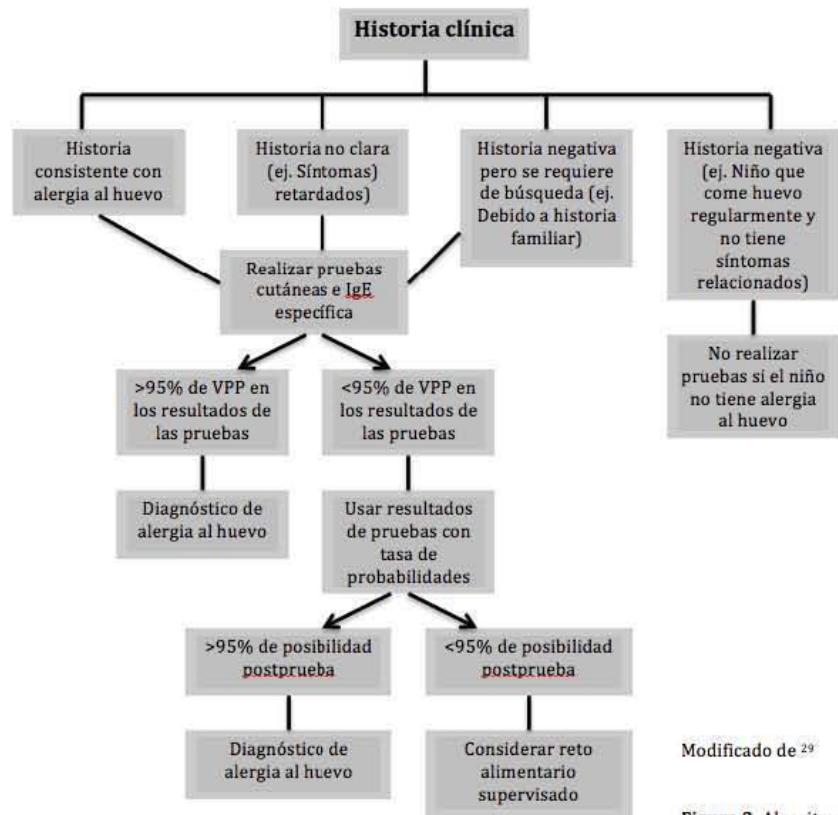 Historia clínica
Historia
consistente con
alergia al huevo
Historia no clara
(ej. Síntomas)
retardados)
Historia negativa
pero se requiere
de búsqueda (ej.
Debido a historia
familiar)
Historia negativa
(ej. Niño que
come huevo
regularmente y
no tiene
síntomas
relacionados)
Realizar pruebas
cutáneas e IgE
específica
No realizar
pruebas si el niño
no tiene alergia
al huevo
>95% de VPP en
los resultados de
las pruebas
<95% de VPP en
los resultados de
las pruebas
Diagnóstico de
alergia al huevo
Usar resultados
de pruebas con
tasa de
probabilidades
>95% de posibilidad
postprueba
<95% de posibilidad
postprueba
Diagnóstico de
alergia al huevo
Considerar reto
alimentario
supervisado
Modificado de 29